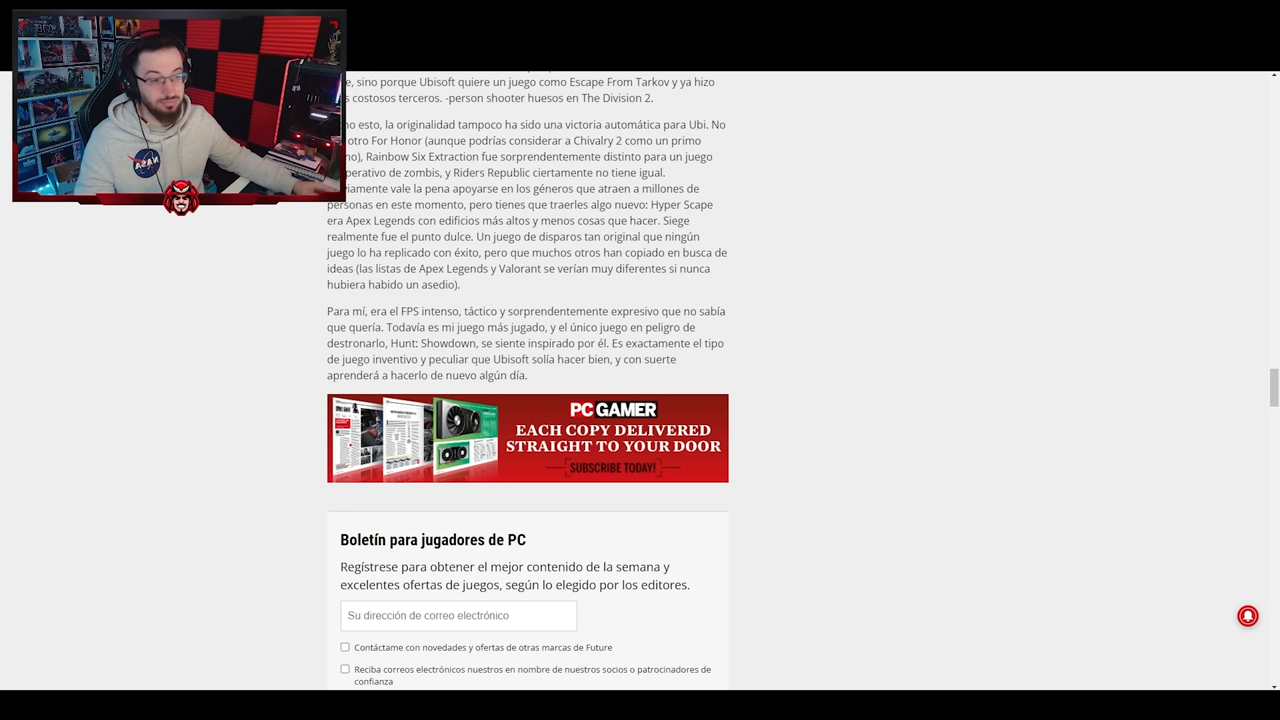 sino porque Ubisoft quiere un juego como Escape From Tarkov y ya hizo
costosos terceros. -person shooter huesos en The Division 2.
esto, la originalidad tampoco ha sido una victoria automática para Ubi. No
otro For Honor (aunque podrías considerar a Chivalry 2 como un primo
Rainbow Six Extraction fue sorprendentemente distinto para un juego
de zombis, y Riders Republic ciertamente no tiene igual.
vale la pena apoyarse en los géneros que atraen a millones de
personas en este momento, pero tienes que traerles algo nuevo: Hyper Scape
era Apex Legends con edificios más altos y menos cosas que hacer. Siege
realmente fue el punto dulce. Un juego de disparos tan original que ningún
juego lo ha replicado con éxito, pero que muchos otros han copiado en busca de
ideas (las listas de Apex Legends y Valorant se verían muy diferentes si nunca
hubiera habido un asedio).
Para mí, era el FPS intenso, táctico y sorprendentemente expresivo que no sabía
que quería. Todavía es mi juego más jugado, y el único juego en peligro de
destronarlo, Hunt: Showdown, se siente inspirado por él. Es exactamente el tipo
de juego inventivo y peculiar que Ubisoft solía hacer bien, y con suerte
aprenderá a hacerlo de nuevo algún día.
PC GAMER
EACH COPY DELIVERED
STRAIGHT TO YOUR DOOR
SUBSCRIBE TODAY!
Boletín para jugadores de PC
Regístrese para obtener el mejor contenido de la semana y
excelentes ofertas de juegos, según lo elegido por los editores.
Su dirección de correo electrónico
Contáctame con novedades y ofertas de otras marcas de Future
Reciba correos electrónicos nuestros en nombre de nuestros socios o patrocinadores de
confianza